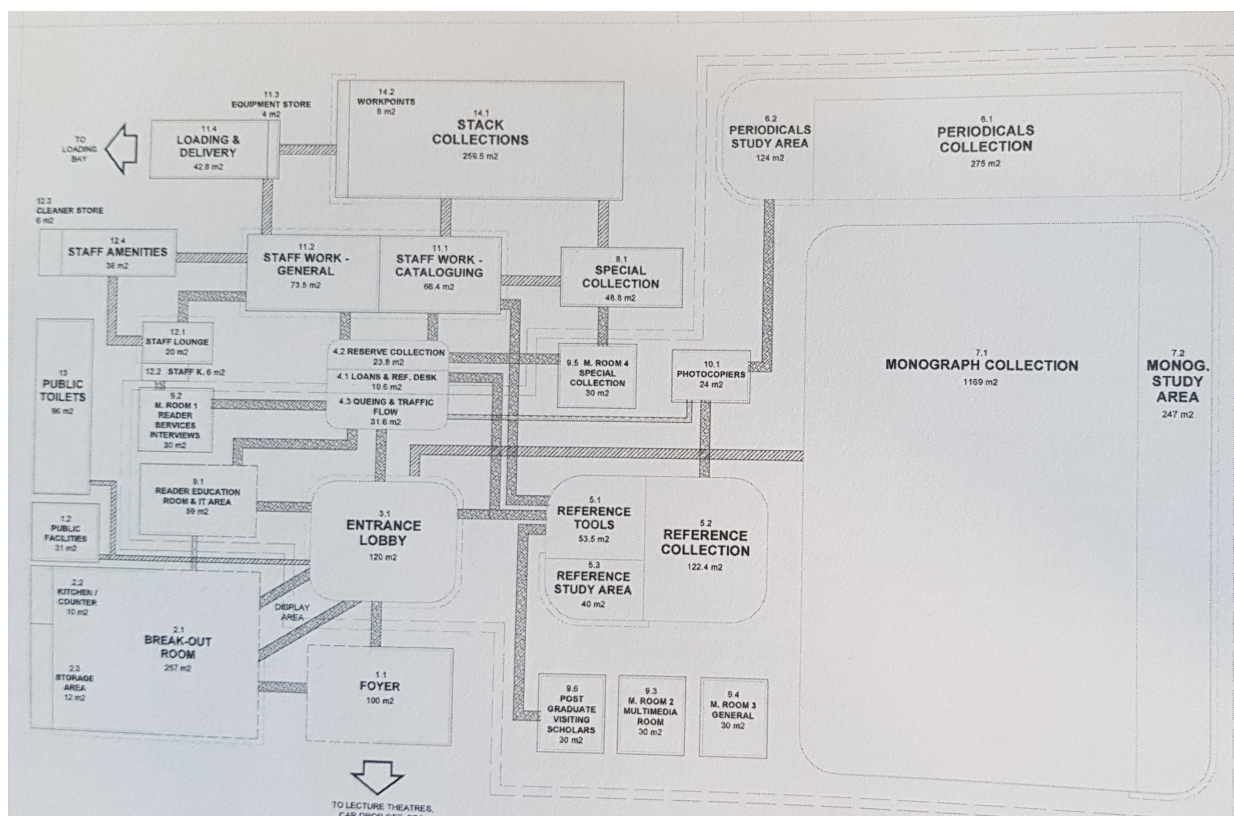 11.3
EQUIPMENT STORE
4 m2
11.4
LOADING &
DELIVERY
42.8 m2
TO
LOADING
BAY
14.2
WORKPOINTS
8 m2
14.1
STACK
COLLECTIONS
259.5 m2
6.2
PERIODICALS
STUDY AREA
124 m2
6.1
PERIODICALS
COLLECTION
275 m2
12.3
CLEANER STORE
6 m2
12.4
STAFF AMENITIES
38 m2
11.2
STAFF WORK -
GENERAL
73.5 m2
11.1
STAFF WORK -
CATALOGUING
66.4 m2
8.1
SPECIAL
COLLECTION
48.8 m2
12.1
STAFF LOUNGE
20 m2
12.2 STAFF K. 6 m2
4.2 RESERVE COLLECTION
23.8 m2
4.1 LOANS & REF. DESK
18.6 m2
4.3 QUEING & TRAFFIC
FLOW
31.6 m2
9.5 M. ROOM 4
SPECIAL
COLLECTION
30 m2
10.1
PHOTOCOPIERS
24 m2
7.1
MONOGRAPH COLLECTION
1169 m2
7.2
MONOG.
STUDY
AREA
247 m2
13
PUBLIC
TOILETS
96 m2
9.2
M. ROOM 1
READER
SERVICES
INTERVIEWS
30 m2
9.1
READER EDUCATION
ROOM & IT AREA
59 m2
1.2
PUBLIC
FACILITIES
31 m2
3.1
ENTRANCE
LOBBY
120 m2
5.1
REFERENCE
TOOLS
53.5 m2
5.2
REFERENCE
COLLECTION
122.4 m2
5.3
REFERENCE
STUDY AREA
40 m2
2.2
KITCHEN /
COUNTER
10 m2
2.1
BREAK-OUT
ROOM
257 m2
DISPLAY
AREA
2.3
STORAGE
AREA
12 m2
1.1
FOYER
100 m2
9.6
POST
GRADUATE
VISITING
SCHOLARS
30 m2
9.3
M. ROOM 2
MULTIMEDIA
ROOM
30 m2
9.4
M. ROOM 3
GENERAL
30 m2
TO LECTURE THEATRES,